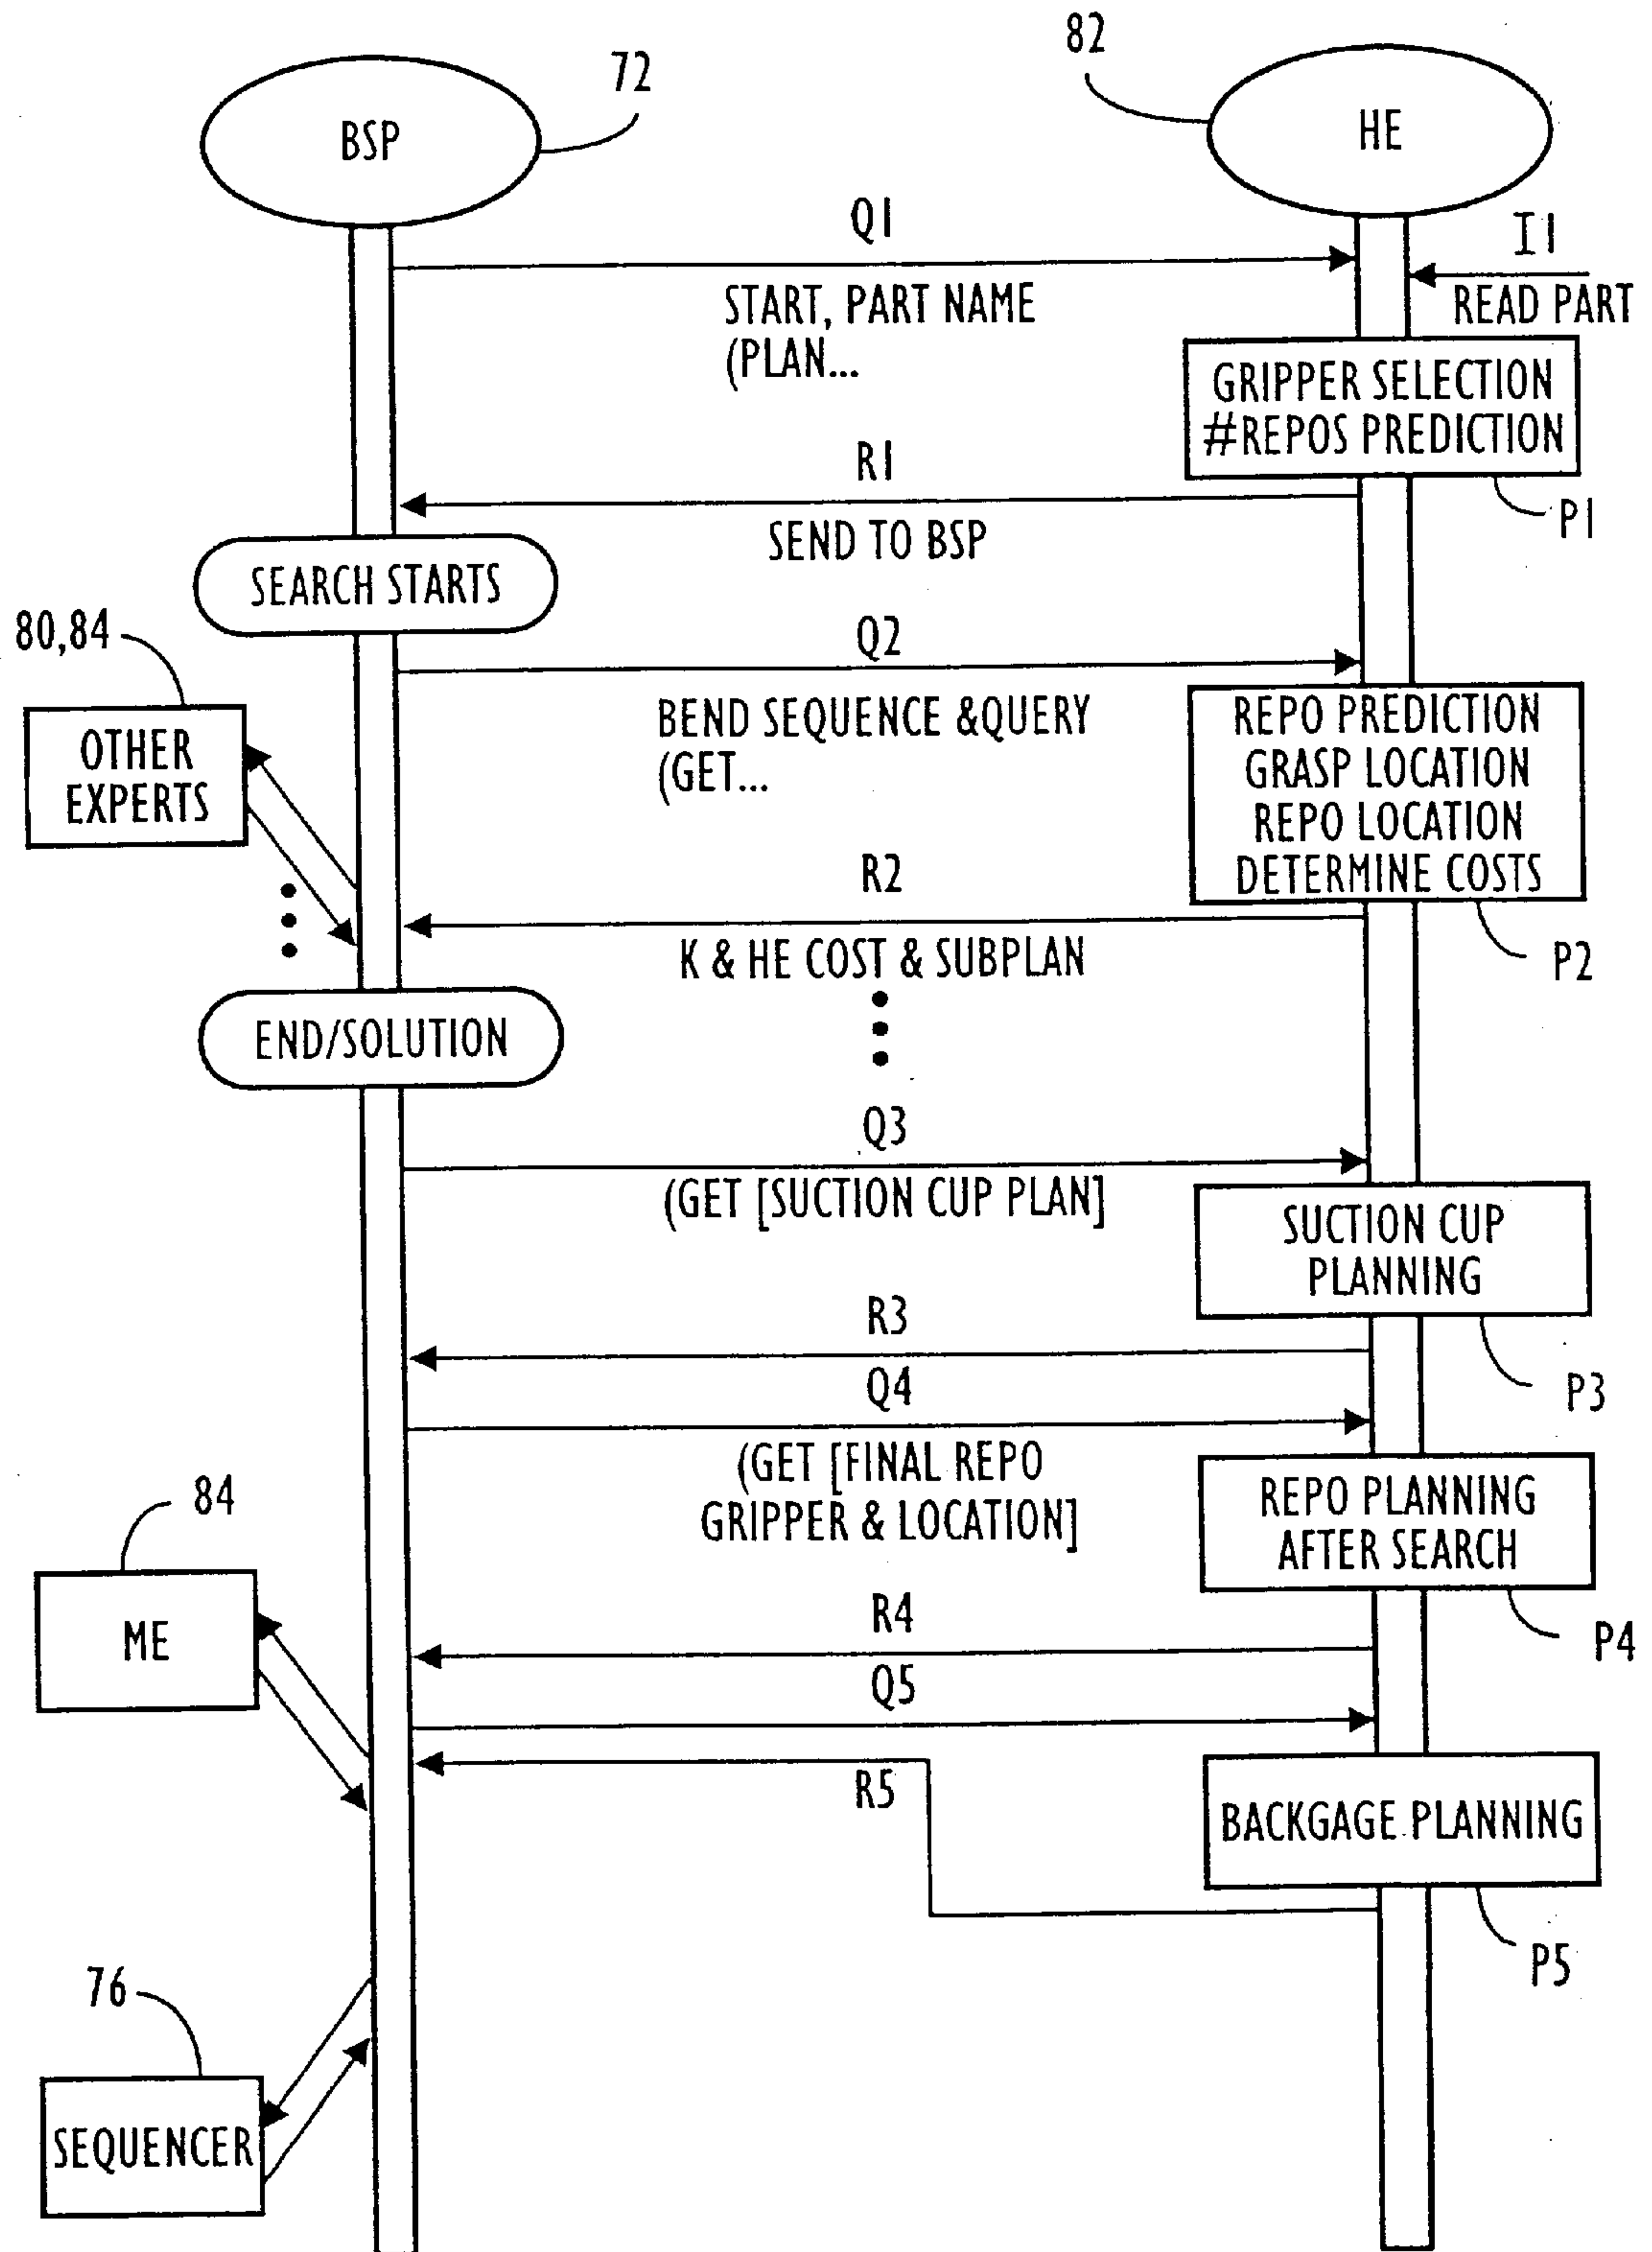 82
72
BSP
HE
Q1
I1
START, PART NAME
(PLAN...
READ PART
GRIPPER SELECTION
#REPOS PREDICTION
R1
P1
SEND TO BSP
SEARCH STARTS
80,84
Q2
OTHER
EXPERTS
BEND SEQUENCE &QUERY
(GET...
REPO PREDICTION
GRASP LOCATION
REPO LOCATION
DETERMINE COSTS
R2
P2
K & HE COST & SUBPLAN
END/SOLUTION
Q3
(GET [SUCTION CUP PLAN]
SUCTION CUP
PLANNING
R3
P3
Q4
(GET [FINAL REPO
GRIPPER & LOCATION]
REPO PLANNING
AFTER SEARCH
84
ME
R4
P4
Q5
R5
BACKGAGE PLANNING
P5
76
SEQUENCER